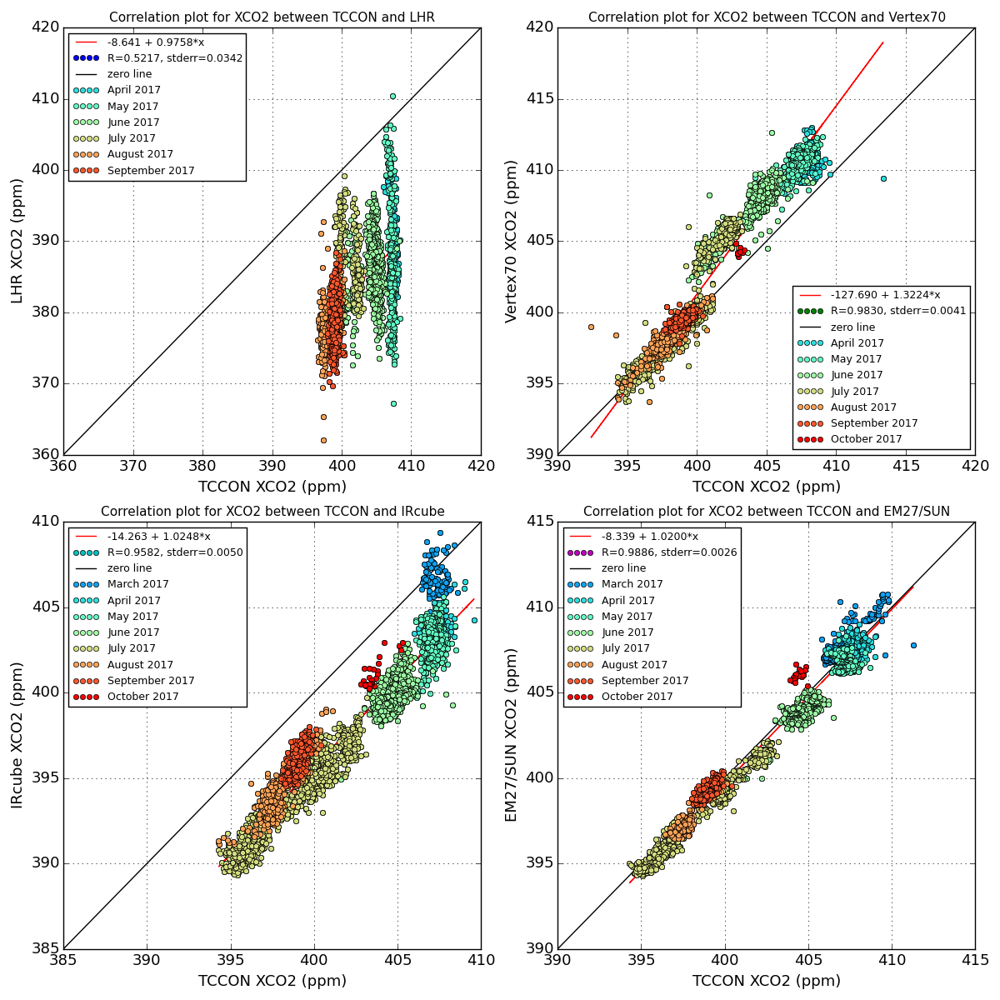 Correlation plot for XCO2 between TCCON and LHR
420
410
400
390
380
370
360
LHR XCO2 (ppm)
-8.641 + 0.9758*x
R=0.5217, stderr=0.0342
zero line
April 2017
May 2017
June 2017
July 2017
August 2017
September 2017
360 370 380 390 400 410 420
TCCON XCO2 (ppm)
Correlation plot for XCO2 between TCCON and Vertex70
420
415
410
405
400
395
390
Vertex70 XCO2 (ppm)
-127.690 + 1.3224*x
R=0.9830, stderr=0.0041
zero line
April 2017
May 2017
June 2017
July 2017
August 2017
September 2017
October 2017
390 395 400 405 410 415 420
TCCON XCO2 (ppm)
Correlation plot for XCO2 between TCCON and IRcube
410
405
400
395
390
385
IRcube XCO2 (ppm)
-14.263 + 1.0248*x
R=0.9582, stderr=0.0050
zero line
March 2017
April 2017
May 2017
June 2017
July 2017
August 2017
September 2017
October 2017
385 390 395 400 405 410
TCCON XCO2 (ppm)
Correlation plot for XCO2 between TCCON and EM27/SUN
415
410
405
400
395
390
EM27/SUN XCO2 (ppm)
-8.339 + 1.0200*x
R=0.9886, stderr=0.0026
zero line
March 2017
April 2017
May 2017
June 2017
July 2017
August 2017
September 2017
October 2017
390 395 400 405 410 415
TCCON XCO2 (ppm)